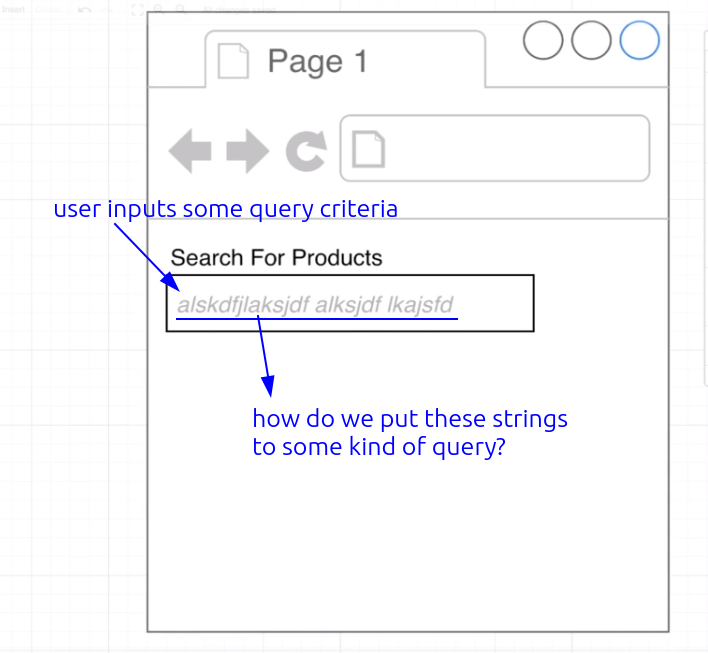 Insert
Page 1
user inputs some query criteria
Search For Products
alskdfjlaksjdf alksjdf lkajsfd
how do we put these strings
to some kind of query?